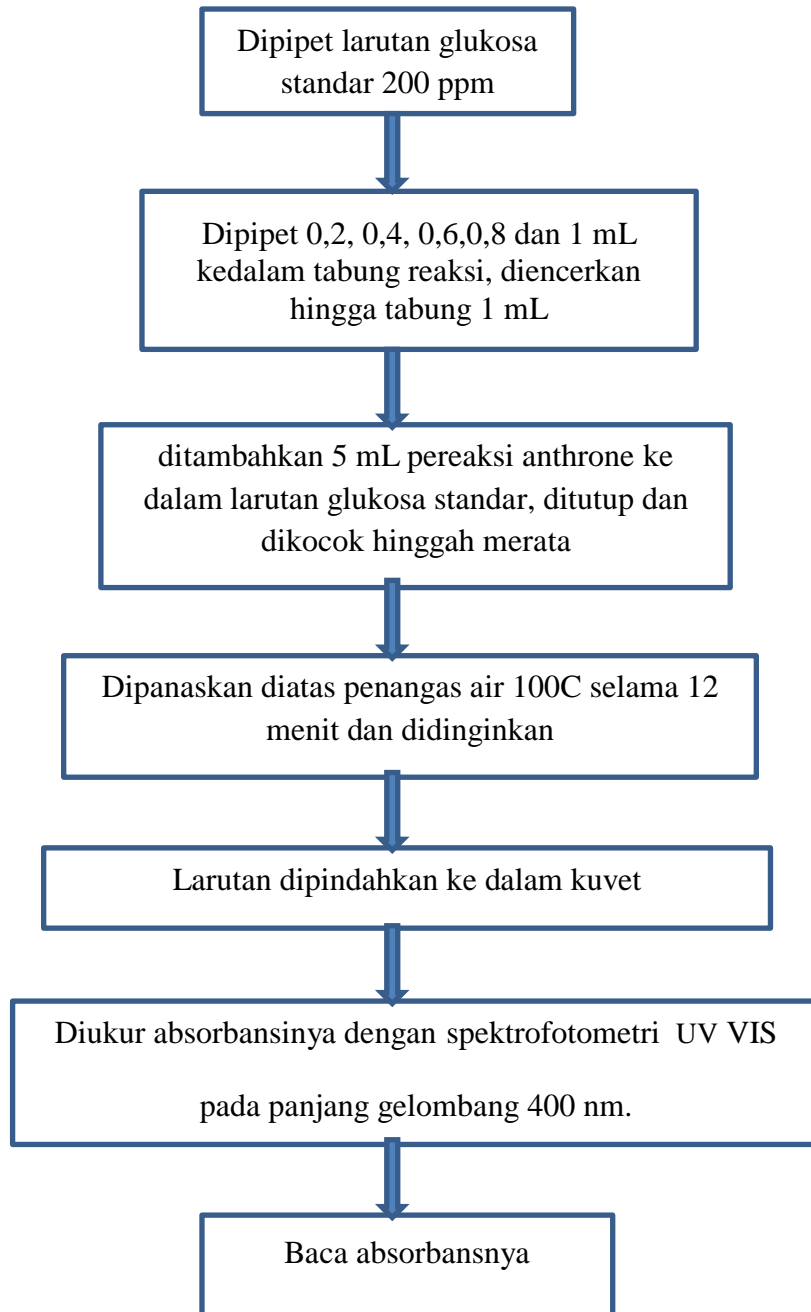 Dipipet larutan glukosa
standar 200 ppm
Dipipet 0,2, 0,4, 0,6,0,8 dan 1 mL
kedalam tabung reaksi, diencerkan
hingga tabung 1 mL
ditambahkan 5 mL pereaksi anthrone ke
dalam larutan glukosa standar, ditutup dan
dikocok hinggah merata
Dipanaskan diatas penangas air 100C selama 12
menit dan didinginkan
Larutan dipindahkan ke dalam kuvet
Diukur absorbansinya dengan spektrofotometri UV VIS
pada panjang gelombang 400 nm.
Baca absorbansnya